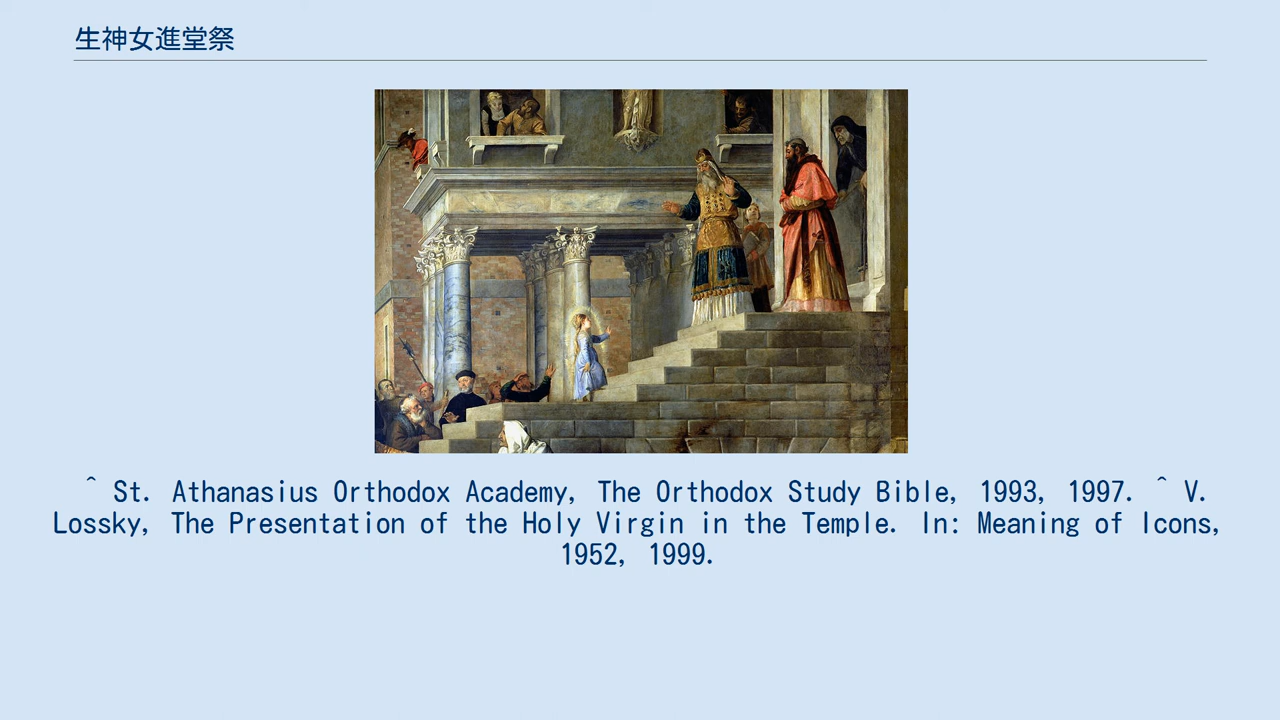 生神女進堂祭
^ St. Athanasius Orthodox Academy, The Orthodox Study Bible, 1993, 1997. ^ V.
Lossky, The Presentation of the Holy Virgin in the Temple. In: Meaning of Icons,
1952, 1999.